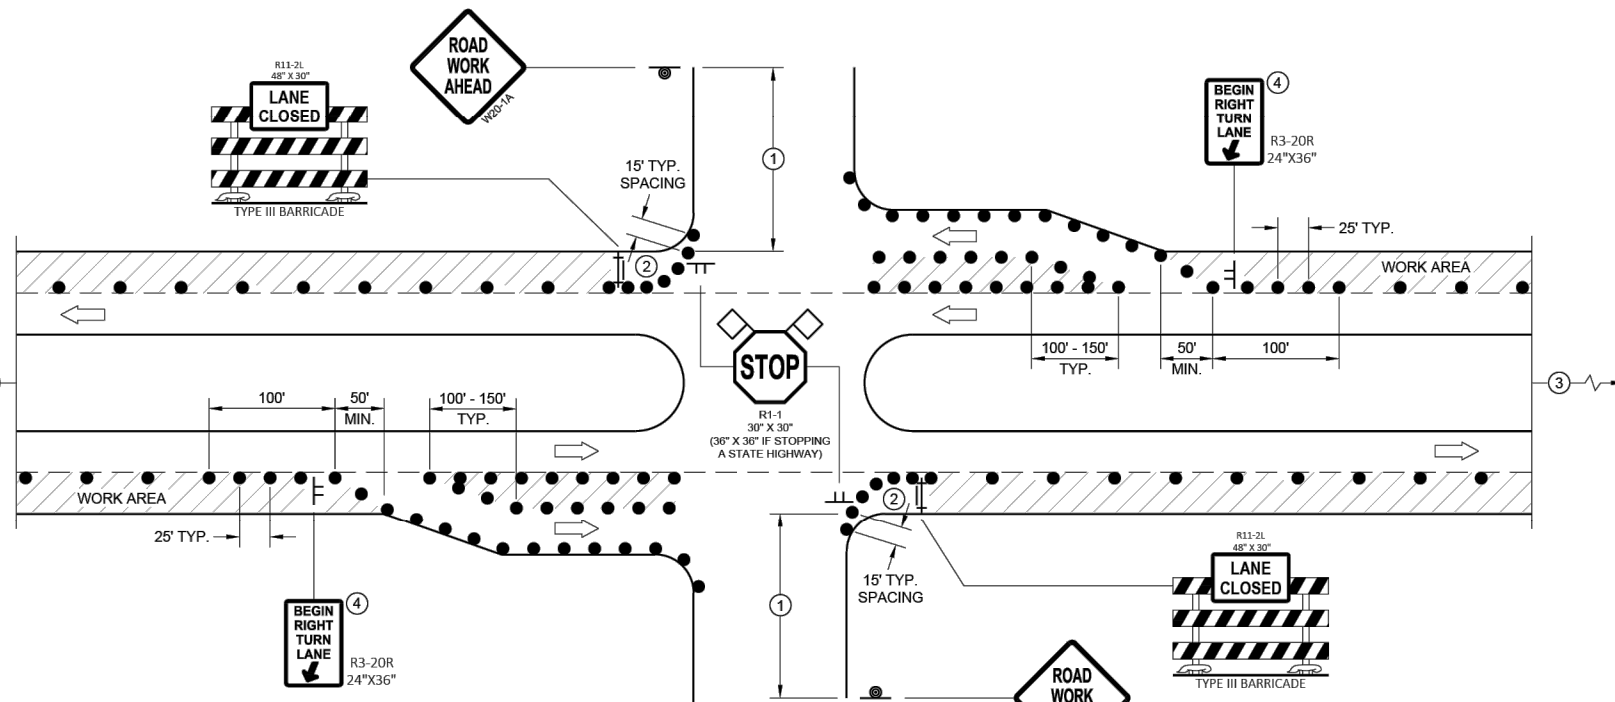 R11-2L
48" X 30"
LANE
CLOSED
TYPE III BARRICADE
ROAD
WORK
AHEAD
W20-1A
15' TYP.
SPACING
1
2
BEGIN
RIGHT
TURN
LANE
4
R3-20R
24"X36"
25' TYP.
WORK AREA
100' - 150'
TYP.
50'
MIN.
100'
3
STOP
R1-1
30" X 30"
(36" X 36" IF STOPPING
A STATE HIGHWAY)
100'
50'
MIN.
100' - 150'
TYP.
WORK AREA
25' TYP.
BEGIN
RIGHT
TURN
LANE
4
R3-20R
24"X36"
2
15' TYP.
SPACING
1
R11-2L
48" X 30"
LANE
CLOSED
TYPE III BARRICADE
ROAD
WORK